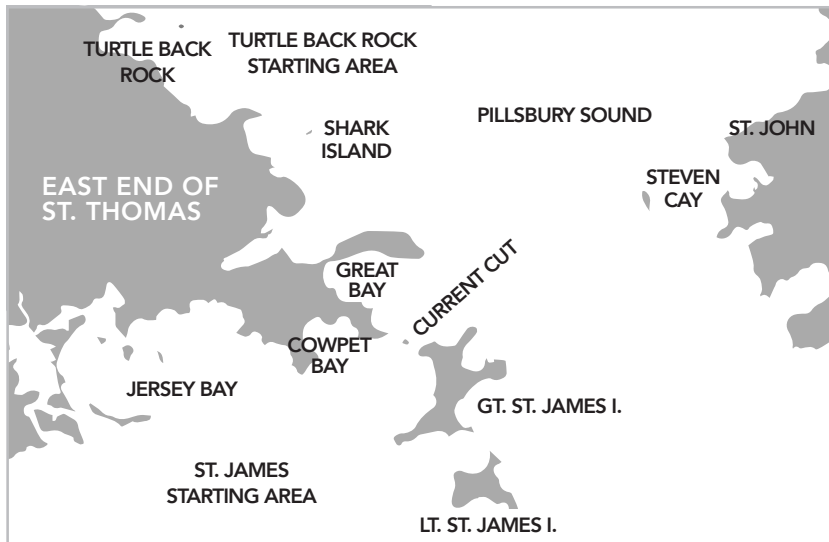 TURTLE BACK
ROCK
TURTLE BACK ROCK
STARTING AREA
SHARK
ISLAND
PILLSBURY SOUND
ST. JOHN
STEVEN
CAY
EAST END OF
ST. THOMAS
GREAT
BAY
CURRENT CUT
COWPET
BAY
JERSEY BAY
GT. ST. JAMES I.
ST. JAMES
STARTING AREA
LT. ST. JAMES I.